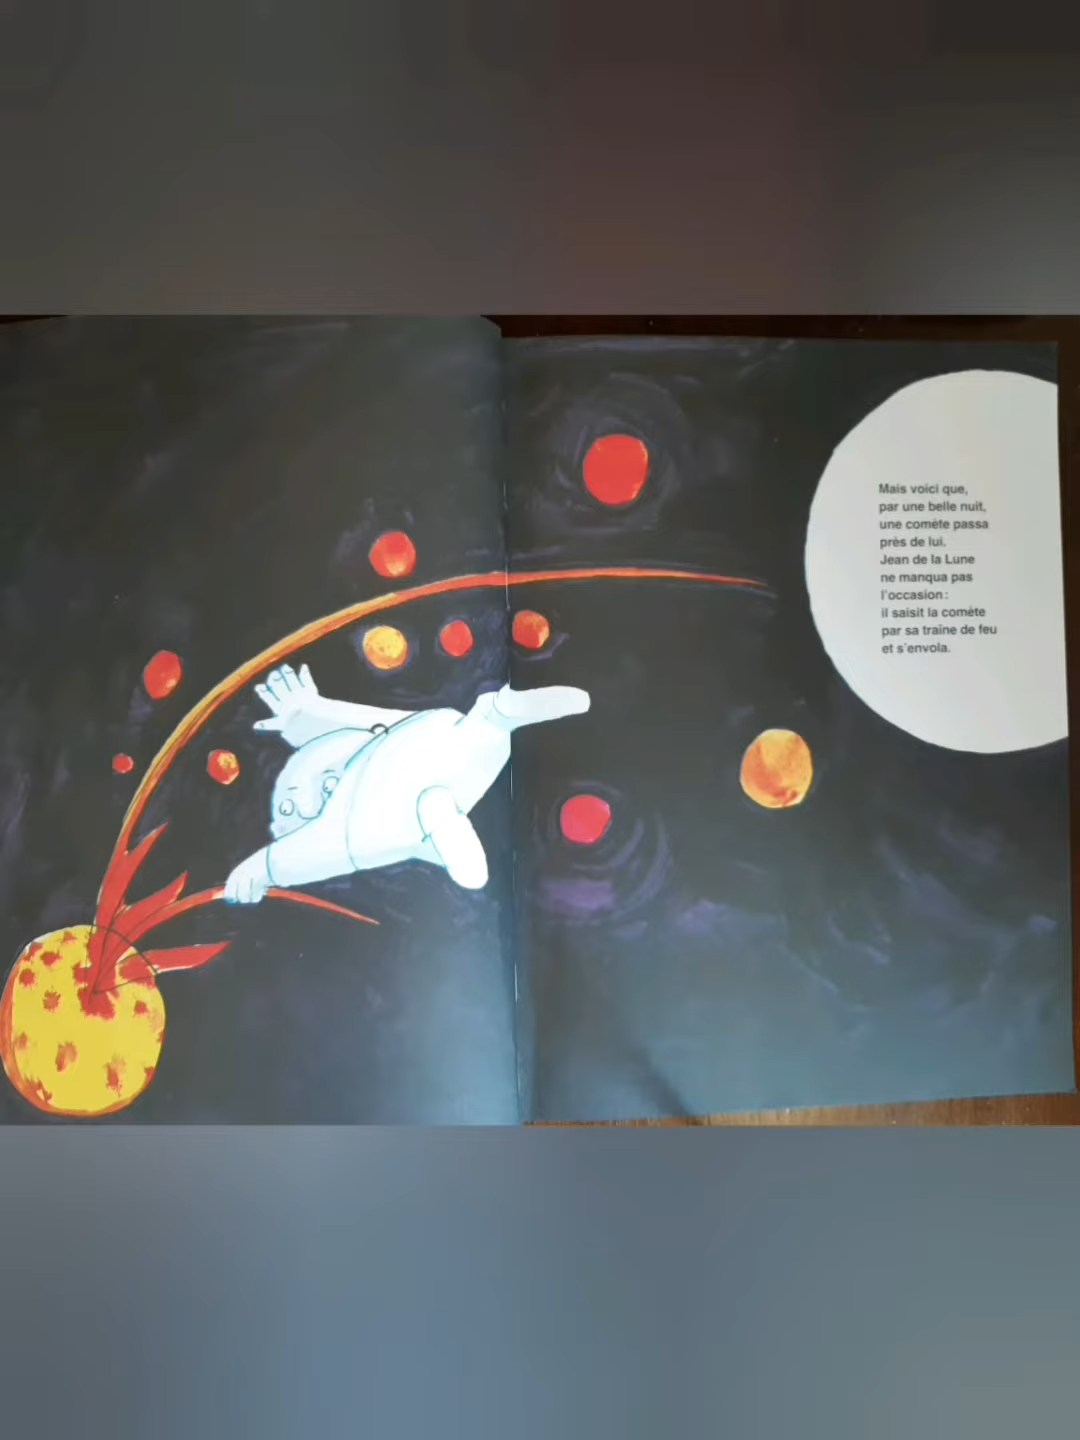 Mais voici que,
par une belle nuit,
une comète passa
près de lui.
Jean de la Lune
ne manqua pas
l'occasion :
il saisit la comète
par sa traîne de feu
et s'envola.